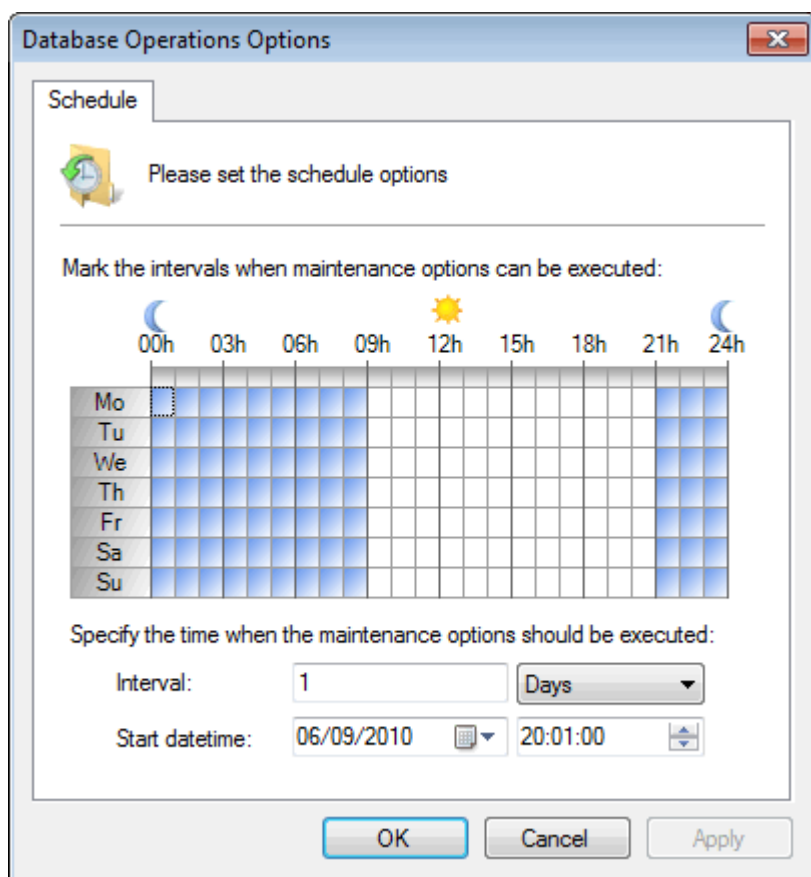 Database Operations Options
Schedule
Please set the schedule options
Mark the intervals when maintenance options can be executed:
00h 03h 06h 09h 12h 15h 18h 21h 24h
Mo
Tu
We
Th
Fr
Sa
Su
Specify the time when the maintenance options should be executed:
Interval: 1 Days
Start datetime: 06/09/2010 20:01:00
OK Cancel Apply